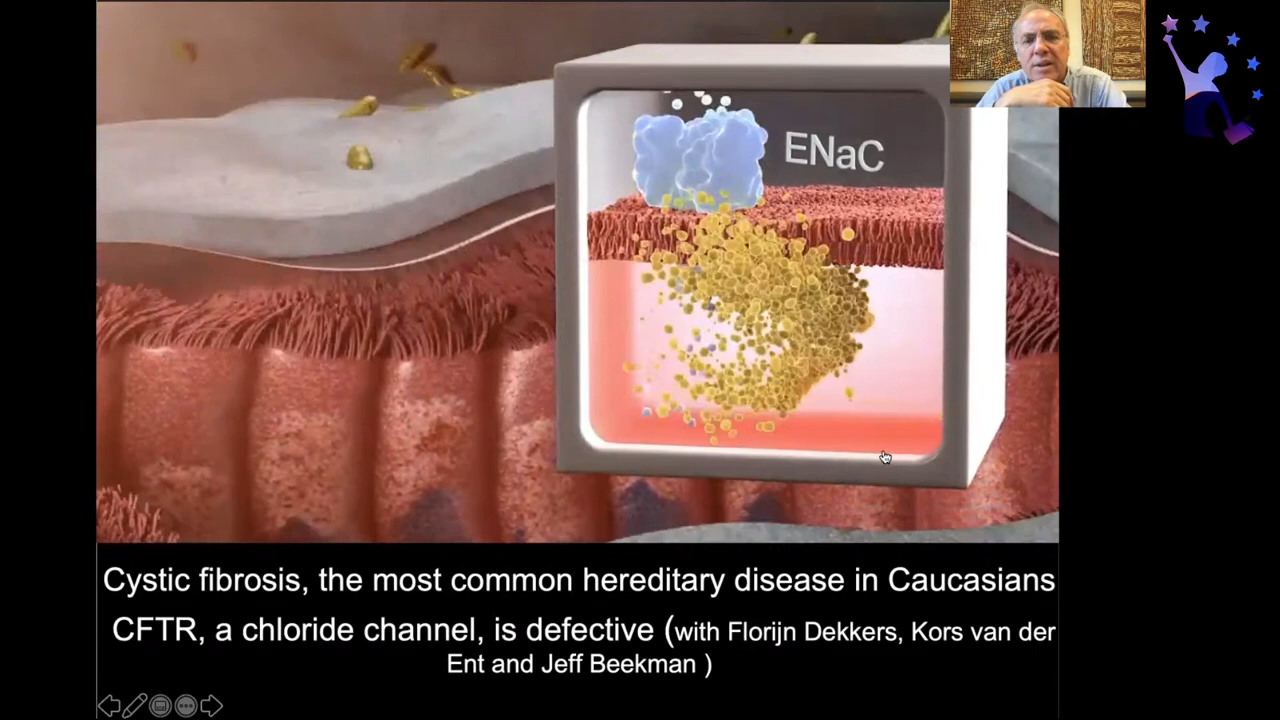 ENaC
Cystic fibrosis, the most common hereditary disease in Caucasians
CFTR, a chloride channel, is defective (with Florijn Dekkers, Kors van der
Ent and Jeff Beekman )